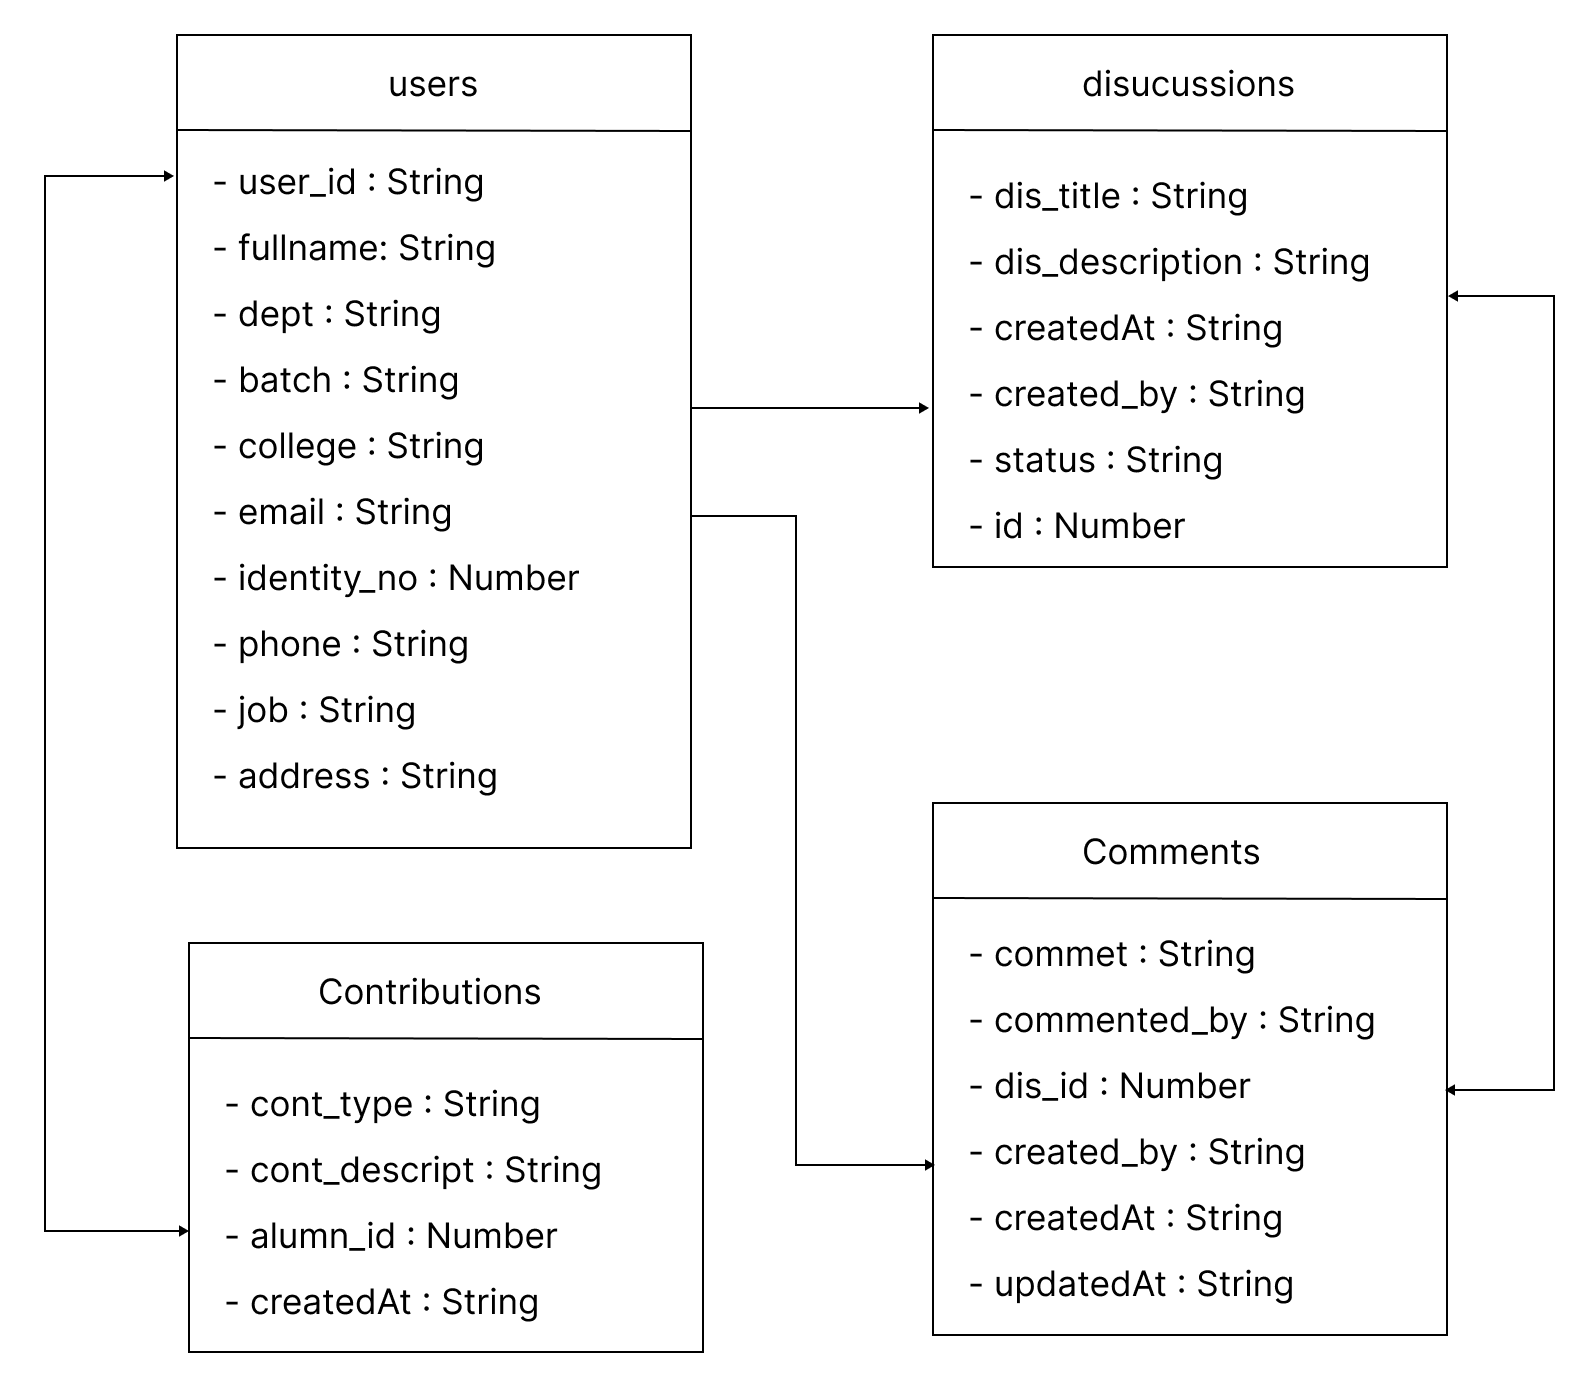 users
- user_id : String
- fullname: String
- dept : String
- batch : String
- college : String
- email : String
- identity_no : Number
- phone : String
- job : String
- address : String
disucussions
- dis_title : String
- dis_description : String
- createdAt : String
- created_by : String
- status : String
- id : Number
Contributions
- cont_type : String
- cont_descript : String
- alumn_id : Number
- createdAt : String
Comments
- commet : String
- commented_by : String
- dis_id : Number
- created_by : String
- createdAt : String
- updatedAt : String